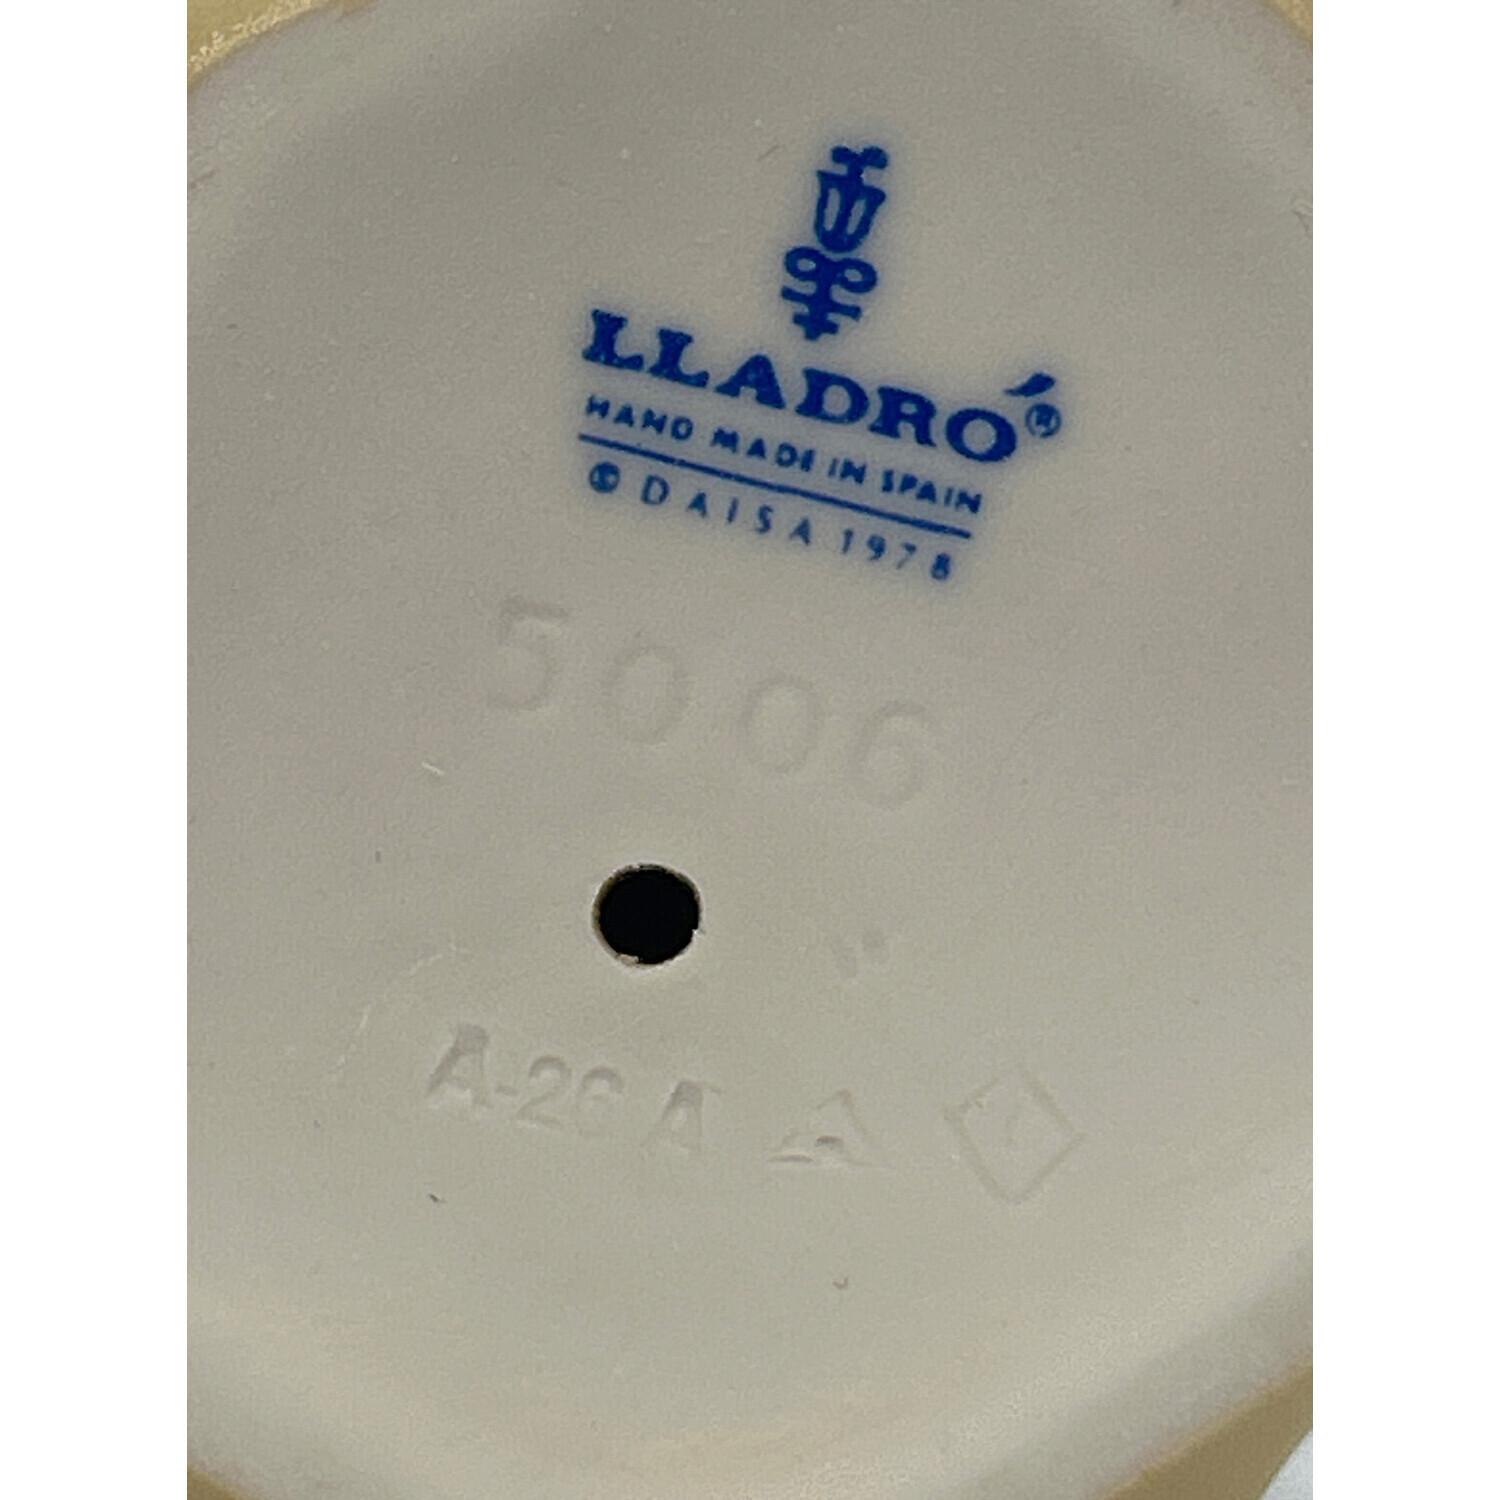 LLADRÓ®
HAND MADE IN SPAIN
© DAISA 1978
5006
A-26 A